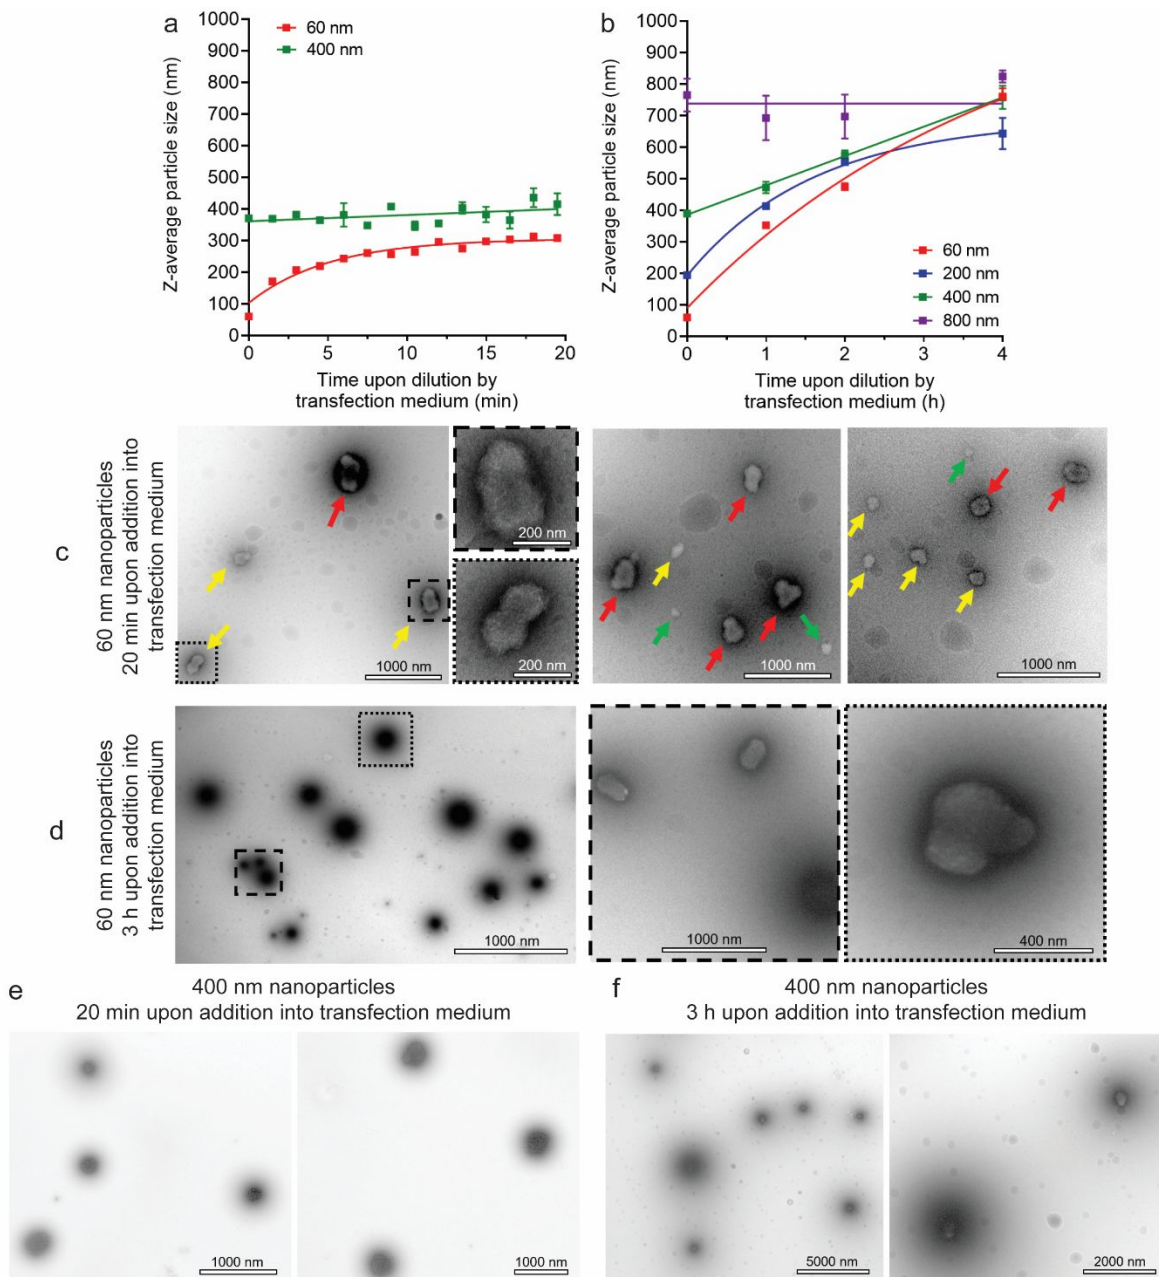 a
b
1000
900
800
700
600
500
400
300
200
100
0
Z-average particle size (nm)
60 nm
400 nm
0
5
10
15
20
Time upon dilution by
transfection medium (min)
1000
900
800
700
600
500
400
300
200
100
0
Z-average particle size (nm)
60 nm
200 nm
400 nm
800 nm
0
1
2
3
4
Time upon dilution by
transfection medium (h)
c
60 nm nanoparticles
20 min upon addition into
transfection medium
1000 nm
200 nm
200 nm
1000 nm
1000 nm
d
60 nm nanoparticles
3 h upon addition into
transfection medium
1000 nm
1000 nm
400 nm
e
400 nm nanoparticles
20 min upon addition into transfection medium
1000 nm
1000 nm
f
400 nm nanoparticles
3 h upon addition into transfection medium
5000 nm
2000 nm